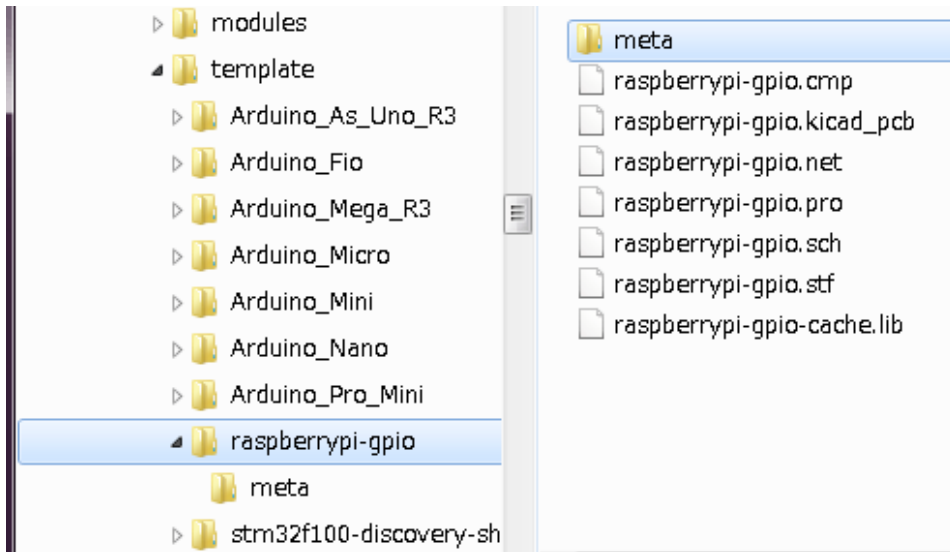 modules
template
Arduino_As_Uno_R3
Arduino_Fio
Arduino_Mega_R3
Arduino_Micro
Arduino_Mini
Arduino_Nano
Arduino_Pro_Mini
raspberrypi-gpio
meta
stm32f100-discovery-sh
meta
raspberrypi-gpio.cmp
raspberrypi-gpio.kicad_pcb
raspberrypi-gpio.net
raspberrypi-gpio.pro
raspberrypi-gpio.sch
raspberrypi-gpio.stf
raspberrypi-gpio-cache.lib